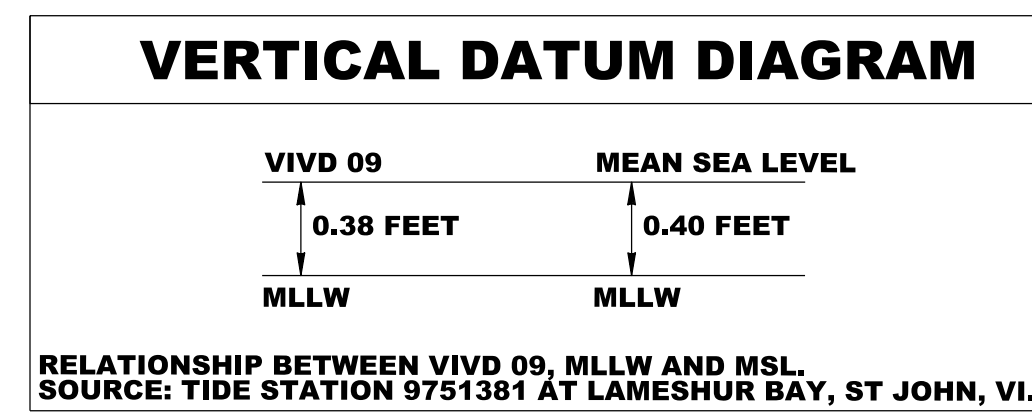 VERTICAL DATUM DIAGRAM
VIVD 09 MEAN SEA LEVEL
0.38 FEET 0.40 FEET
MLLW MLLW
RELATIONSHIP BETWEEN VIVD 09, MLLW AND MSL.
SOURCE: TIDE STATION 9751381 AT LAMESHUR BAY, ST JOHN, VI.